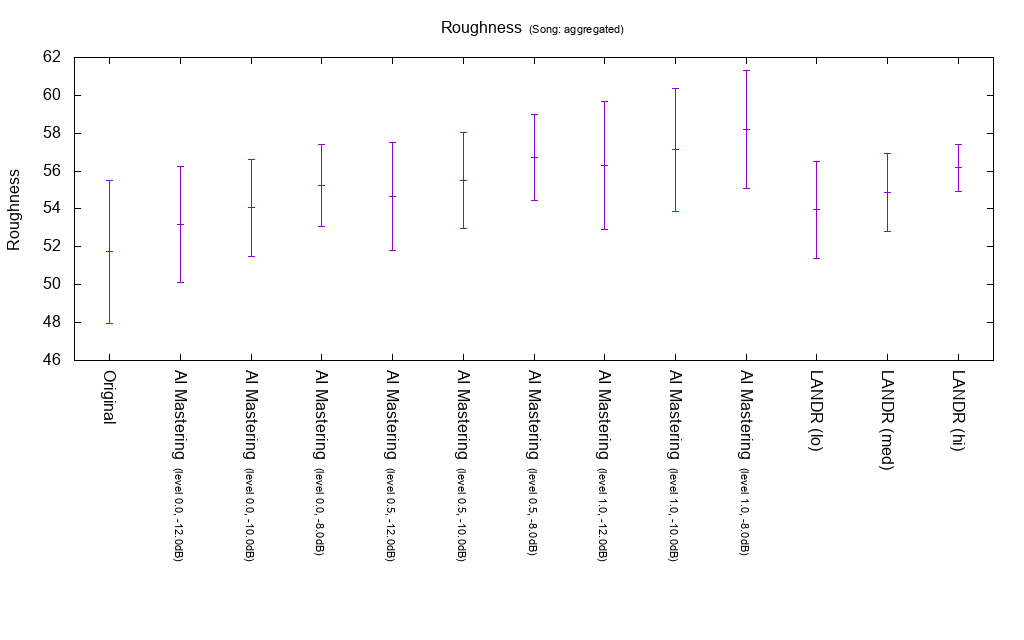 Roughness (Song: aggregated)
Roughness
62
60
58
56
54
52
50
48
46
Original
AI Mastering (level 0.0, -12.0dB)
AI Mastering (level 0.0, -10.0dB)
AI Mastering (level 0.0, -8.0dB)
AI Mastering (level 0.5, -12.0dB)
AI Mastering (level 0.5, -10.0dB)
AI Mastering (level 0.5, -8.0dB)
AI Mastering (level 1.0, -12.0dB)
AI Mastering (level 1.0, -10.0dB)
AI Mastering (level 1.0, -8.0dB)
LANDR (lo)
LANDR (med)
LANDR (hi)